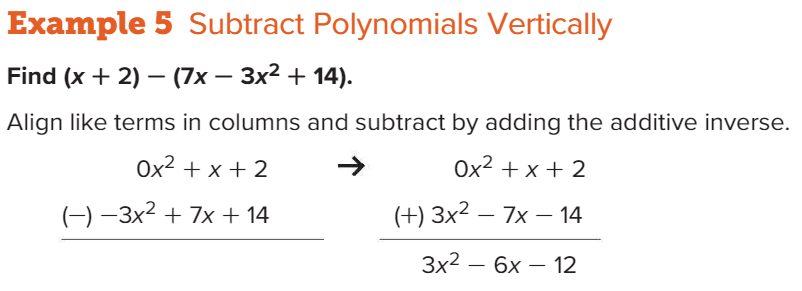 Example 5 Subtract Polynomials Vertically
Find (x + 2) − (7x − 3x² + 14).
Align like terms in columns and subtract by adding the additive inverse.
0x² + x + 2 → 0x² + x + 2
(−) −3x² + 7x + 14 (+) 3x² − 7x − 14
3x² − 6x − 12